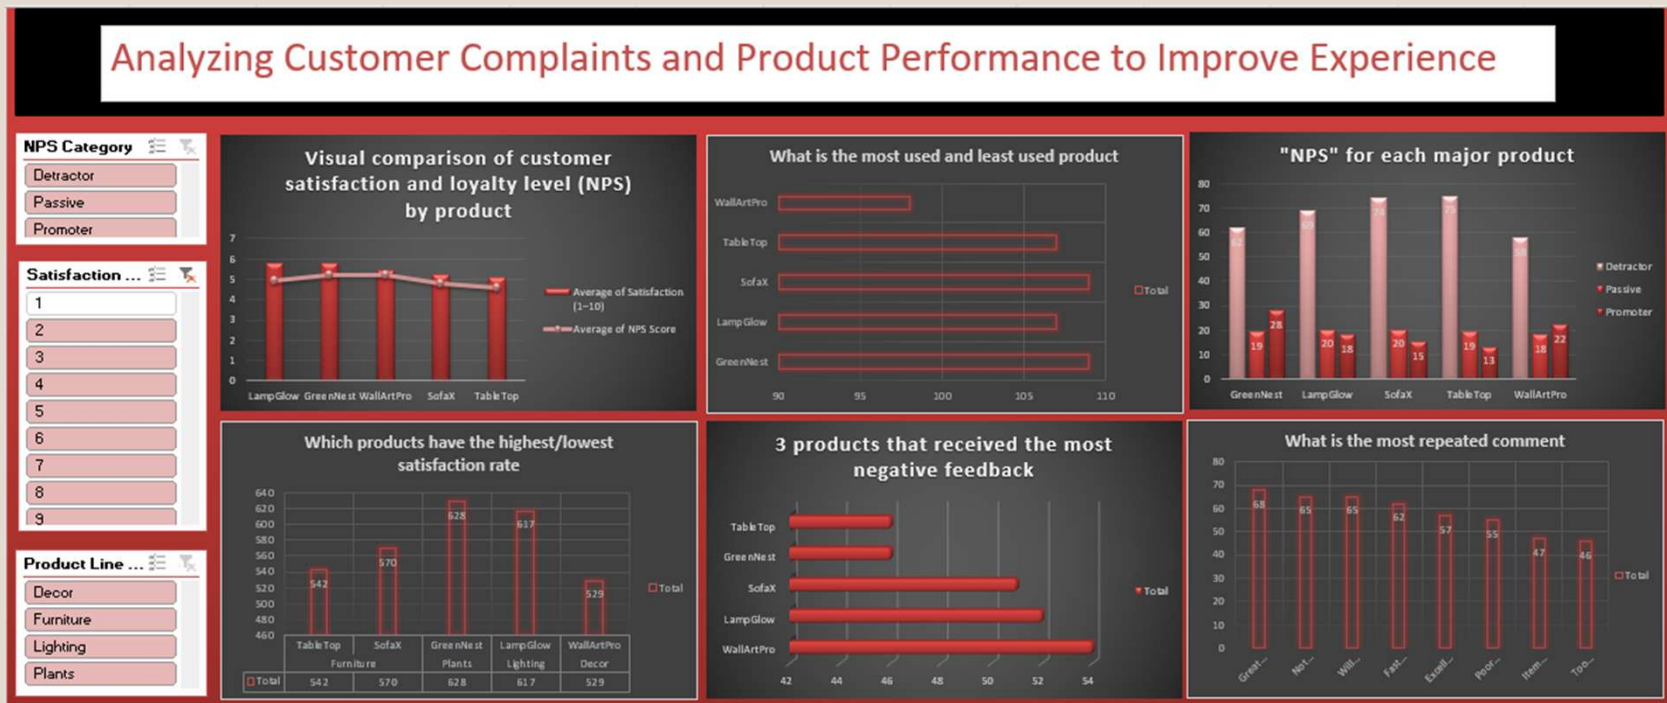 Analyzing Customer Complaints and Product Performance to Improve Experience
NPS Category
Detractor
Passive
Promoter
Satisfaction ...
1
2
3
4
5
6
7
8
9
Product Line ...
Decor
Furniture
Lighting
Plants
Visual comparison of customer
satisfaction and loyalty level (NPS)
by product
7
6
5
4
3
2
1
0
LampGlow GreenNest WallArtPro SofaX TableTop
Average of Satisfaction
(1–10)
Average of NPS Score
What is the most used and least used product
WallArtPro
TableTop
SofaX
LampGlow
GreenNest
90 95 100 105 110
Total
"NPS" for each major product
80
70
60
50
40
30
20
10
0
62 19 28
69 20 18
74 20 15
75 19 13
58 18 22
GreenNest LampGlow SofaX TableTop WallArtPro
Detractor
Passive
Promoter
Which products have the highest/lowest
satisfaction rate
640
620
600
580
560
540
520
500
480
460
542 570 628 617 529
TableTop SofaX GreenNest LampGlow WallArtPro
Furniture Plants Lighting Decor
Total 542 570 628 617 529
Total
3 products that received the most
negative feedback
TableTop
GreenNest
SofaX
LampGlow
WallArtPro
42 44 46 48 50 52 54
Total
What is the most repeated comment
80
70
60
50
40
30
20
10
0
68 65 65 62 57 55 47 46
Great... Not... Will... Fast... Excell... Poor... Item... Too...
Total